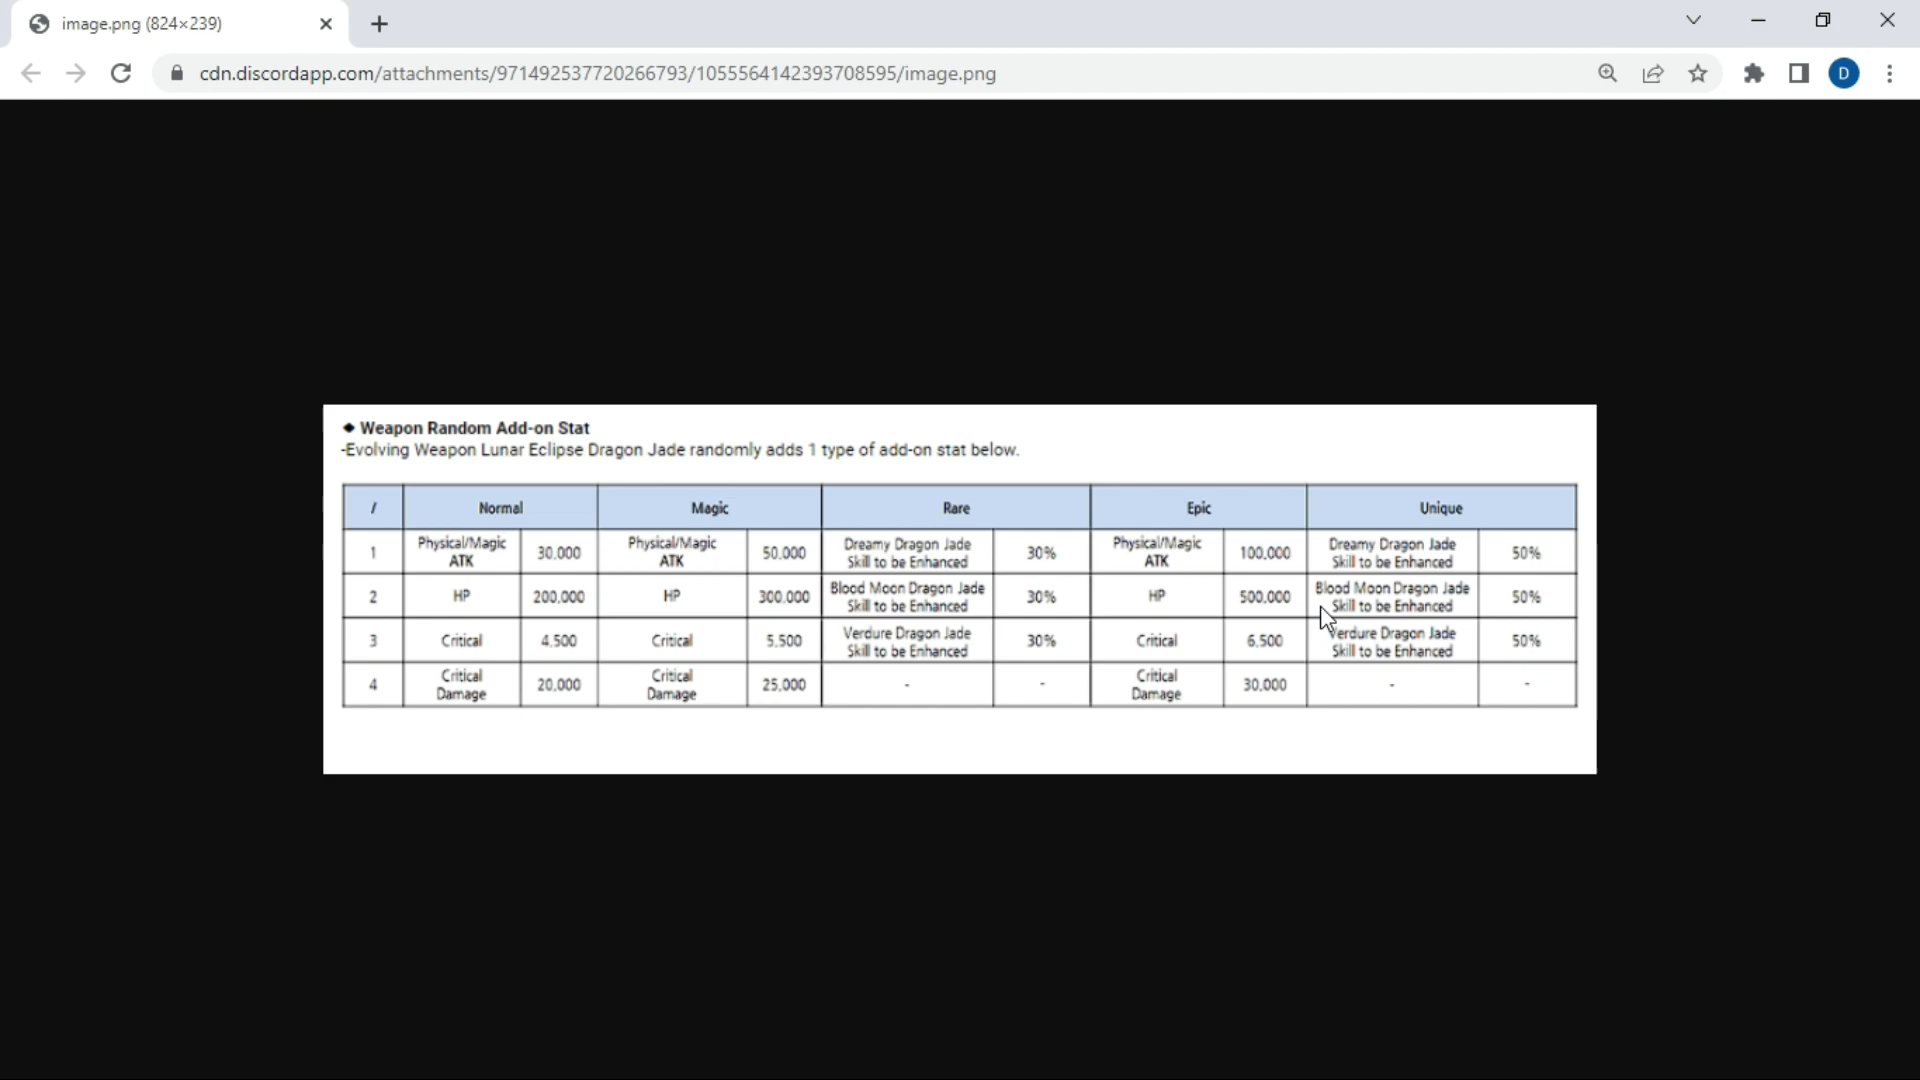 image.png (824×239)
cdn.discordapp.com/attachments/971492537720266793/1055564142393708595/image.png
D
◆ Weapon Random Add-on Stat
-Evolving Weapon Lunar Eclipse Dragon Jade randomly adds 1 type of add-on stat below.
/ Normal Magic Rare Epic Unique
1 Physical/Magic ATK 30,000 Physical/Magic ATK 50,000 Dreamy Dragon Jade Skill to be Enhanced 30% Physical/Magic ATK 100,000 Dreamy Dragon Jade Skill to be Enhanced 50%
2 HP 200,000 HP 300,000 Blood Moon Dragon Jade Skill to be Enhanced 30% HP 500,000 Blood Moon Dragon Jade Skill to be Enhanced 50%
3 Critical 4,500 Critical 5,500 Verdure Dragon Jade Skill to be Enhanced 30% Critical 6,500 Verdure Dragon Jade Skill to be Enhanced 50%
4 Critical Damage 20,000 Critical Damage 25,000 - - Critical Damage 30,000 - -